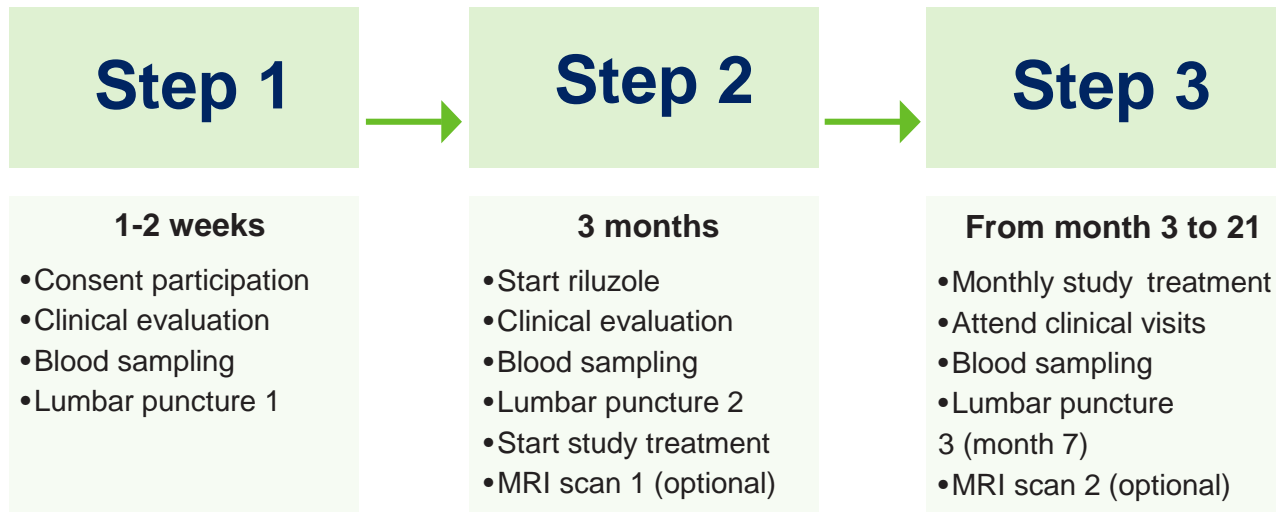 Step 1
Step 2
Step 3
1-2 weeks
•Consent participation
•Clinical evaluation
•Blood sampling
•Lumbar puncture 1
3 months
•Start riluzole
•Clinical evaluation
•Blood sampling
•Lumbar puncture 2
•Start study treatment
•MRI scan 1 (optional)
From month 3 to 21
•Monthly study treatment
•Attend clinical visits
•Blood sampling
•Lumbar puncture
3 (month 7)
•MRI scan 2 (optional)